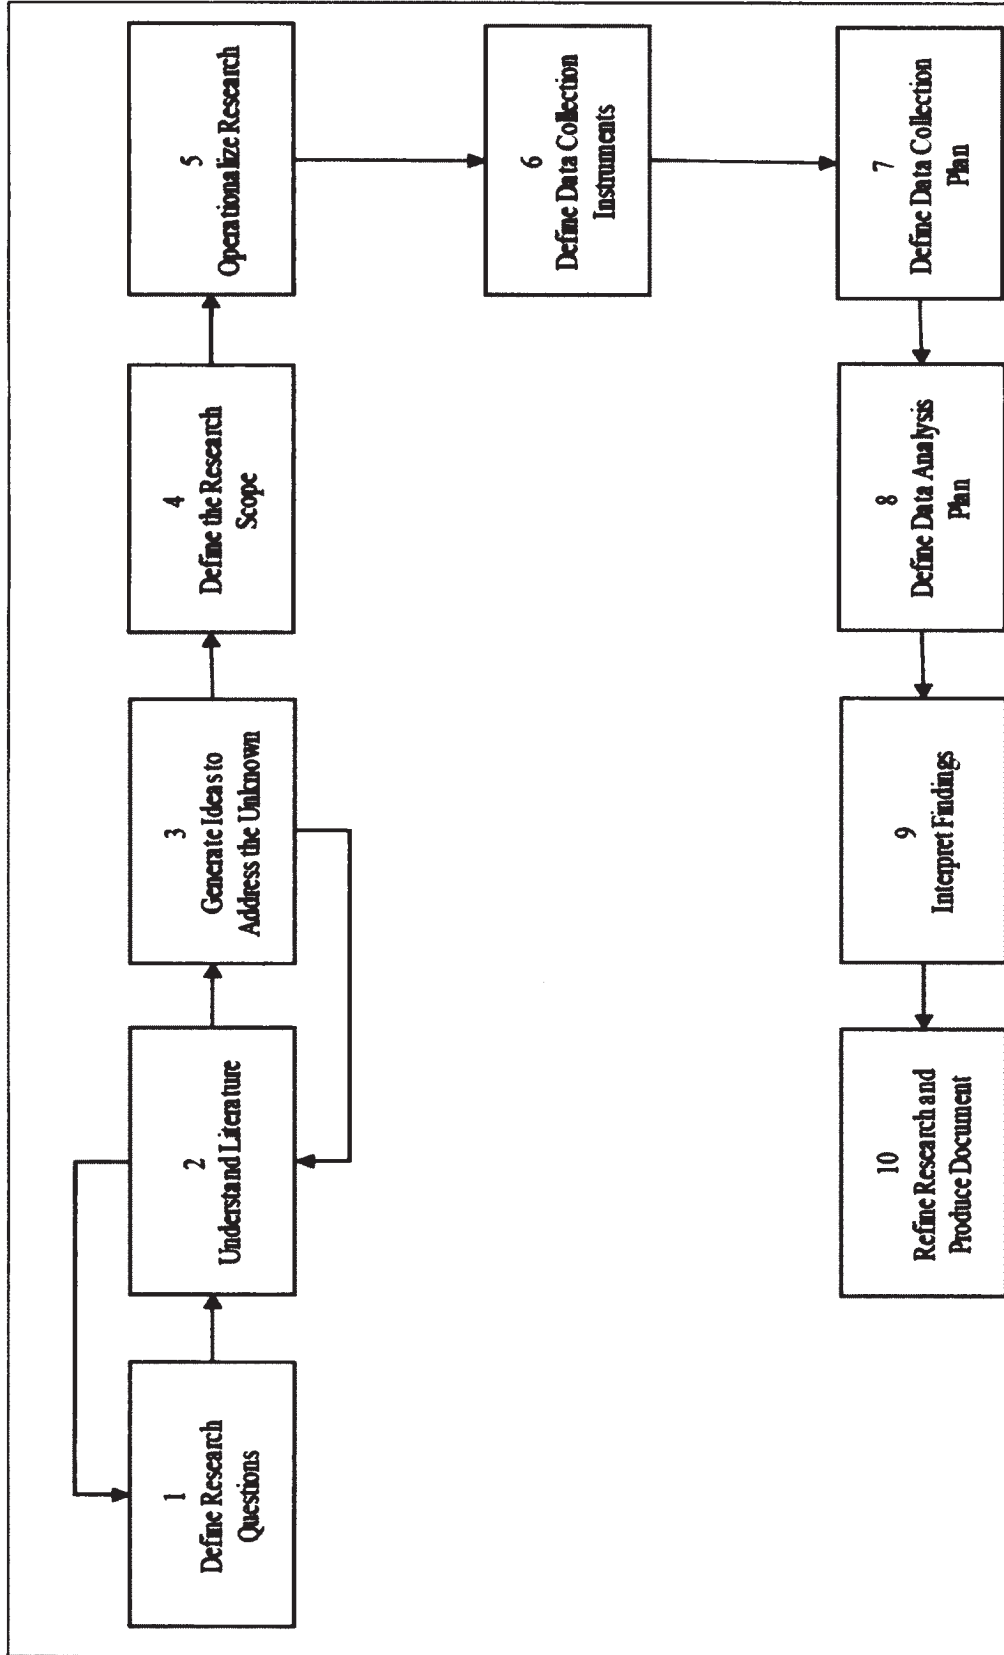 1
Define Research
Questions
2
Understand Literature
3
Generate Ideas to
Address the Unknown
4
Define the Research
Scope
5
Operationalize Research
6
Define Data Collection
Instruments
7
Define Data Collection
Plan
8
Define Data Analysis
Plan
9
Interpret Findings
10
Refine Research and
Produce Document